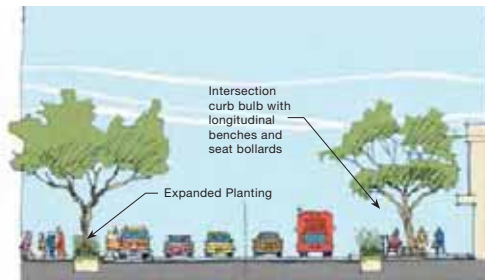 Intersection
curb bulb with
longitudinal
benches and
seat bollards
Expanded Planting